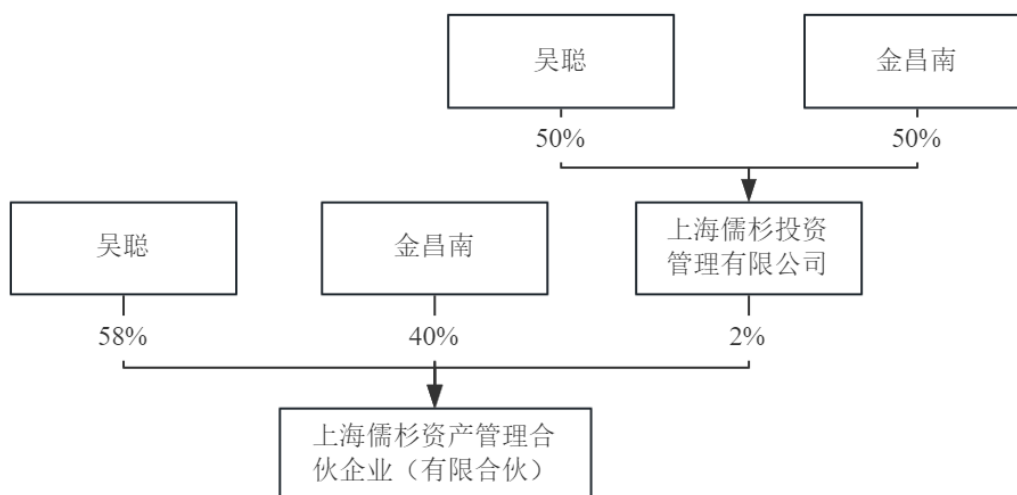 吴聪
金昌南
50%
50%
吴聪
金昌南
上海儒杉投资
管理有限公司
58%
40%
2%
上海儒杉资产管理合
伙企业（有限合伙）